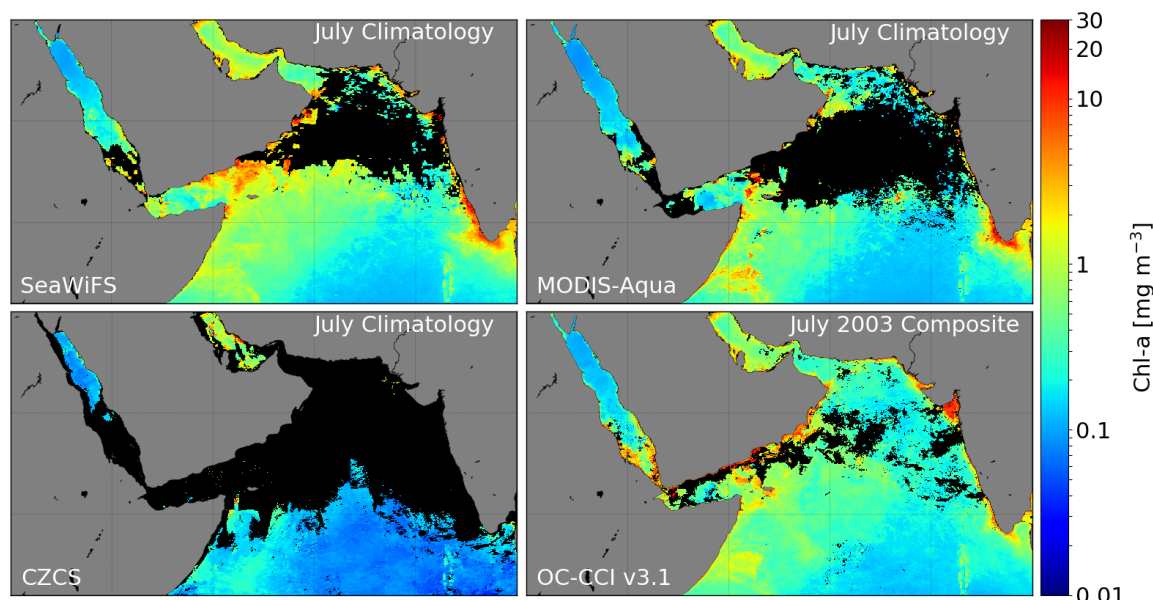 July Climatology
SeaWiFS
July Climatology
MODIS-Aqua
July Climatology
CZCS
July 2003 Composite
OC-CCI v3.1
30
20
10
1
0.1
0.01
Chl-a [mg m⁻³]